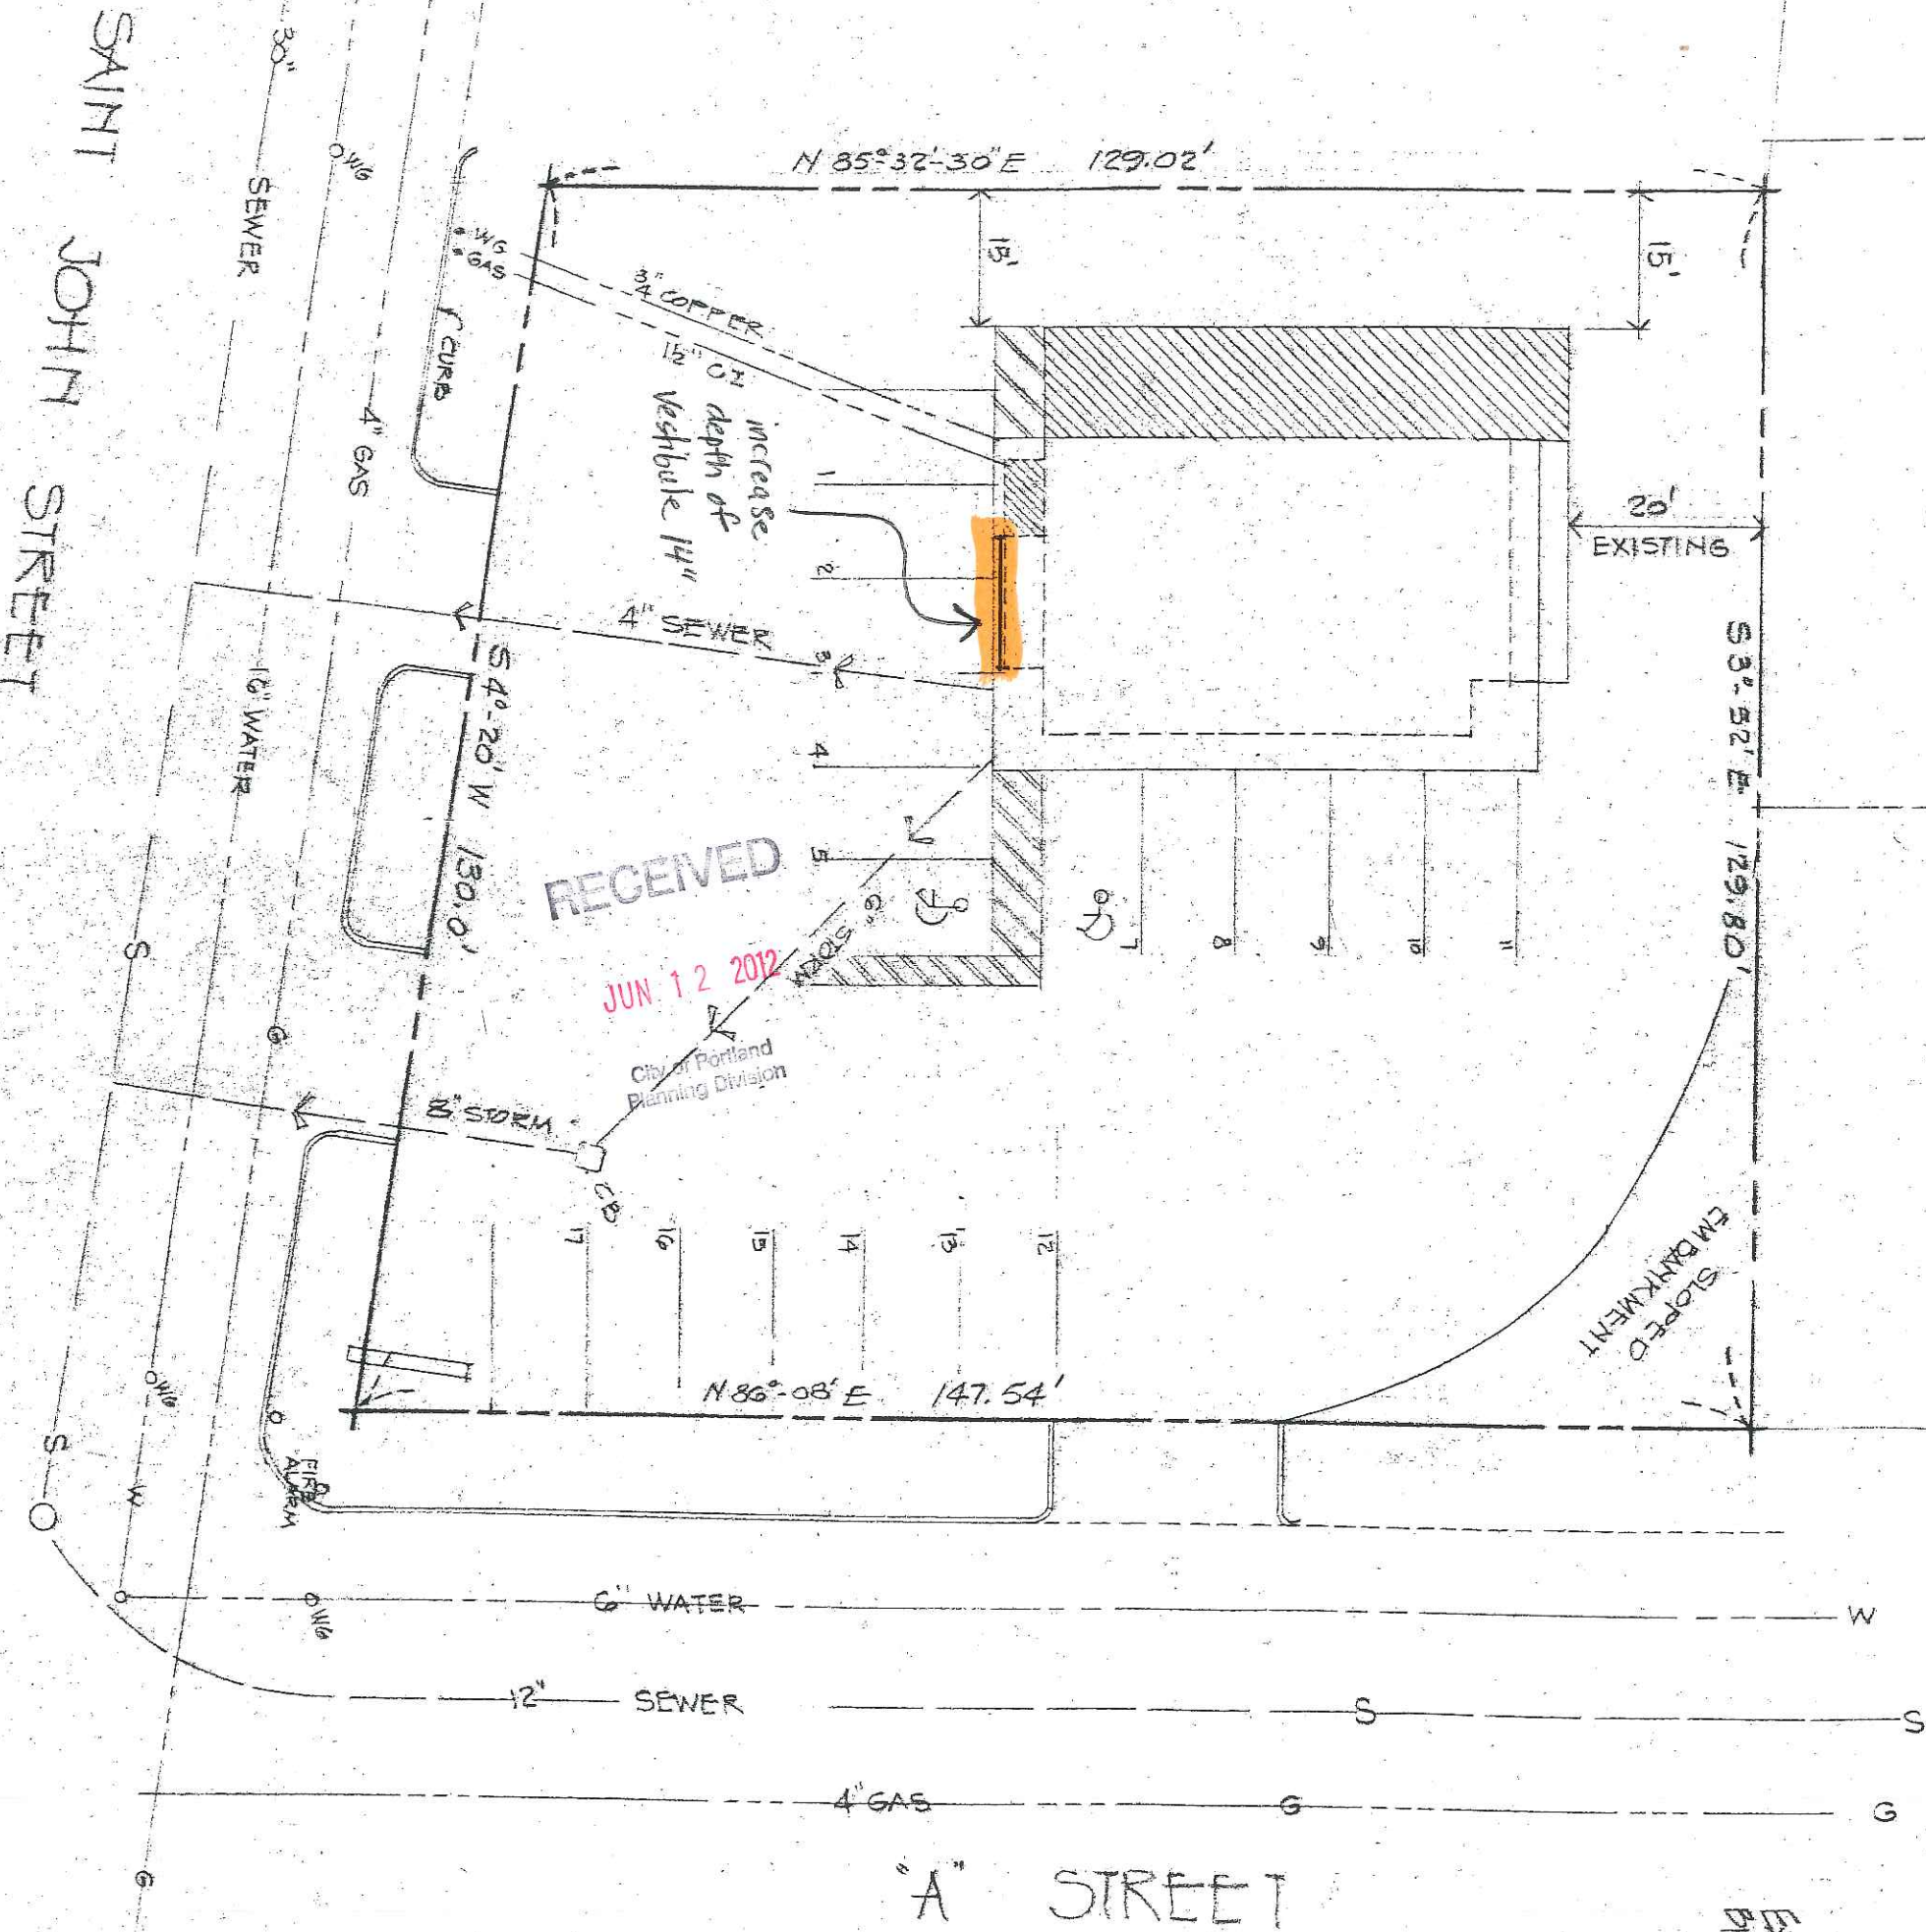 SAINT JOHN STREET
30" SEWER
WG
4" GAS
16" WATER
WG
GAS
CURB
N 85°-32'-30" E 129.02'
15'
15'
3/4" COPPER
increase
depth of
Vestibule 14"
20'
EXISTING
S 3°-52' E 129.80'
4" SEWER
S 4°-20' W 130.0'
1
2
3
4
5
7
8
9
10
11
6" STORM
RECEIVED
JUN 12 2012
City of Portland
Planning Division
8" STORM
CB
17
16
15
14
13
12
SLOPED
EMBANKMENT
N 86°-08' E 147.54'
S
S
G
S
WG
W
FIRE
ALARM
WG
6" WATER W
12" SEWER S S
4" GAS G G
G
"A" STREET